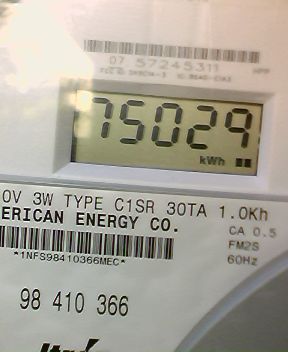 07 57245311
75029
kWh
0V 3W TYPE C1SR 30TA 1.0Kh
ERICAN ENERGY CO.
CA 0.5
FM2S
60Hz
*1NFS98410366MEC*
98 410 366